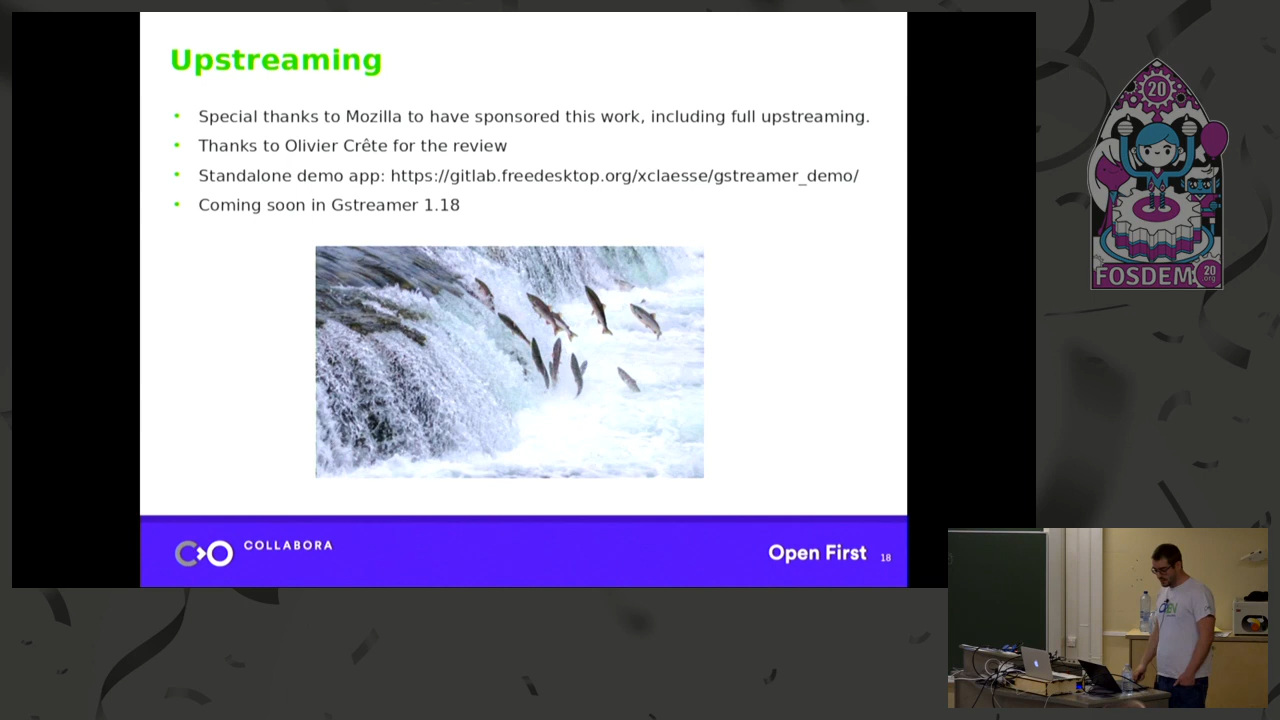 Upstreaming
• Special thanks to Mozilla to have sponsored this work, including full upstreaming.
• Thanks to Olivier Crête for the review
• Standalone demo app: https://gitlab.freedesktop.org/xclaesse/gstreamer_demo/
• Coming soon in Gstreamer 1.18
COLLABORA
Open First 18
20
FOSDEM 20
org